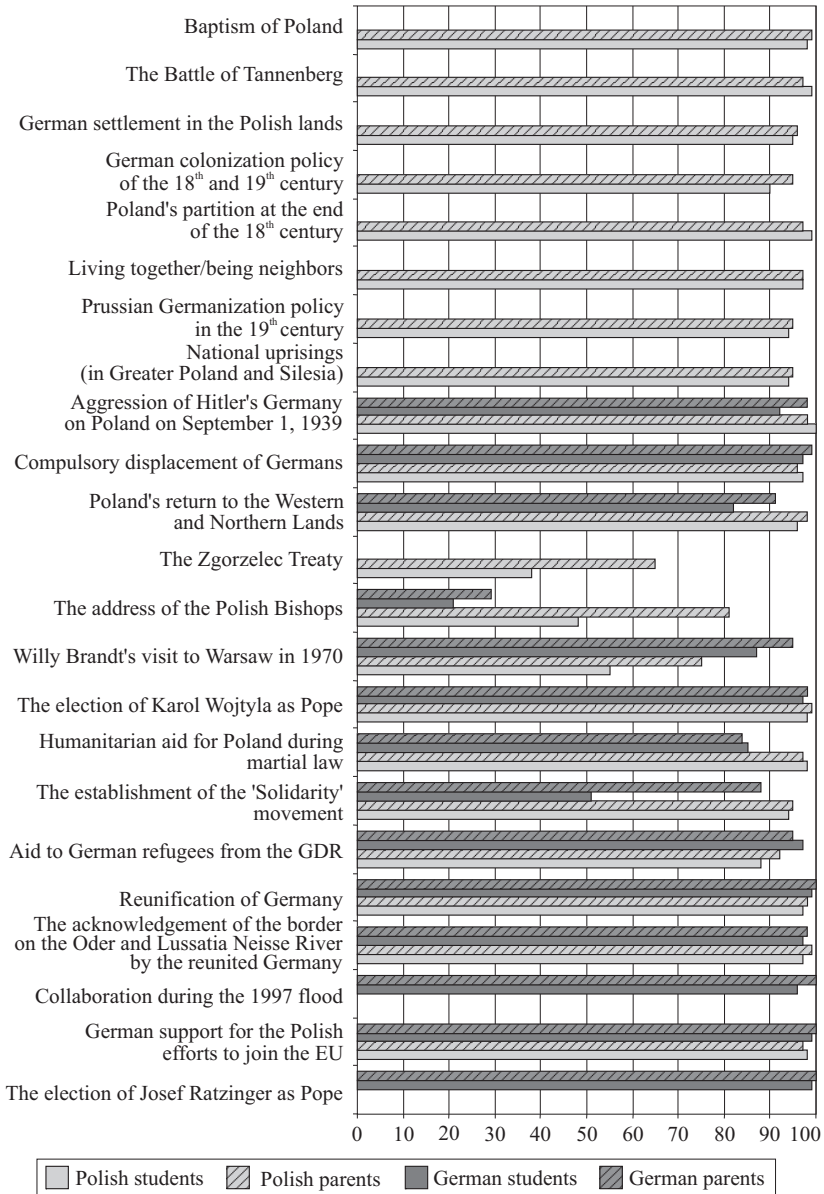 Baptism of Poland
The Battle of Tannenberg
German settlement in the Polish lands
German colonization policy
of the 18th and 19th century
Poland's partition at the end
of the 18th century
Living together/being neighbors
Prussian Germanization policy
in the 19th century
National uprisings
(in Greater Poland and Silesia)
Aggression of Hitler's Germany
on Poland on September 1, 1939
Compulsory displacement of Germans
Poland's return to the Western
and Northern Lands
The Zgorzelec Treaty
The address of the Polish Bishops
Willy Brandt's visit to Warsaw in 1970
The election of Karol Wojtyla as Pope
Humanitarian aid for Poland during
martial law
The establishment of the 'Solidarity'
movement
Aid to German refugees from the GDR
Reunification of Germany
The acknowledgement of the border
on the Oder and Lussatia Neisse River
by the reunited Germany
Collaboration during the 1997 flood
German support for the Polish
efforts to join the EU
The election of Josef Ratzinger as Pope
0 10 20 30 40 50 60 70 80 90 100
Polish students Polish parents German students German parents